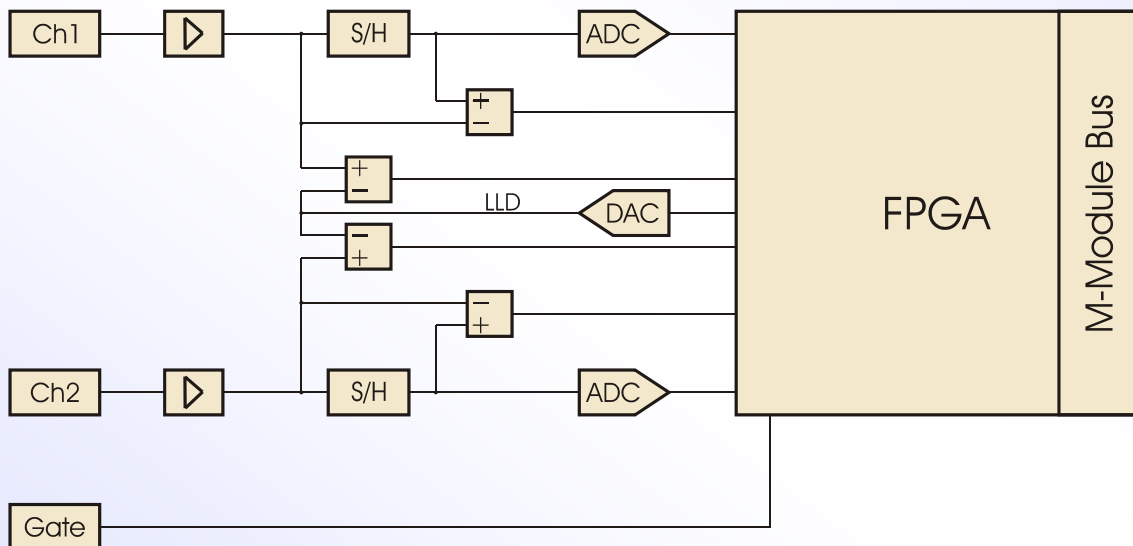 Ch1
S/H
ADC
+
−
+
−
LLD
DAC
FPGA
M-Module Bus
−
+
−
+
Ch2
S/H
ADC
Gate